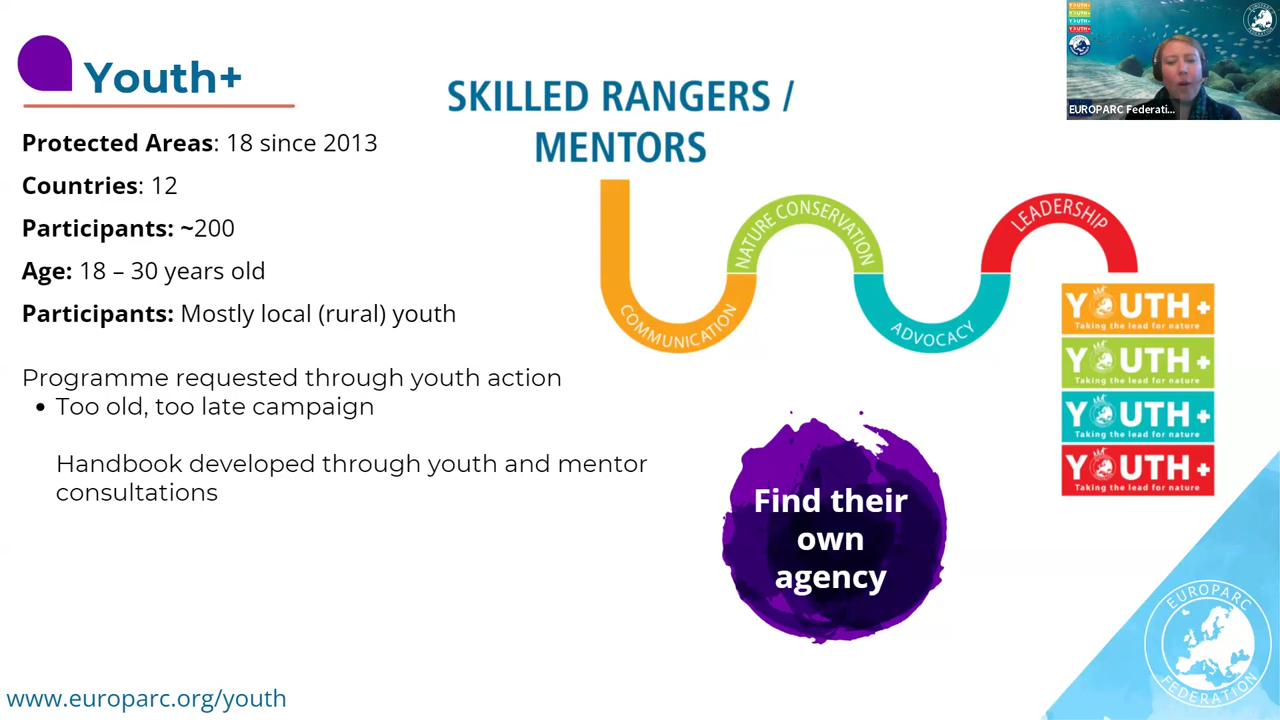 Youth+
Protected Areas: 18 since 2013
Countries: 12
Participants: ~200
Age: 18 – 30 years old
Participants: Mostly local (rural) youth
Programme requested through youth action
• Too old, too late campaign
Handbook developed through youth and mentor
consultations
www.europarc.org/youth
SKILLED RANGERS /
MENTORS
COMMUNICATION
NATURE CONSERVATION
ADVOCACY
LEADERSHIP
YOUTH+
Taking the lead for nature
YOUTH+
Taking the lead for nature
YOUTH+
Taking the lead for nature
YOUTH+
Taking the lead for nature
Find their
own
agency
EUROPARC Federati...
EUROPARC
FEDERATION